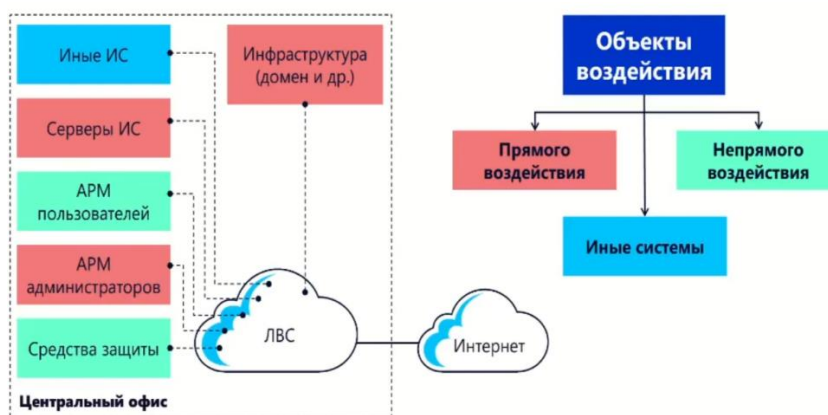 Иные ИС
Инфраструктура
(домен и др.)
Серверы ИС
АРМ
пользователей
АРМ
администраторов
Средства защиты
ЛВС
Интернет
Центральный офис
Объекты
воздействия
Прямого
воздействия
Непрямого
воздействия
Иные системы